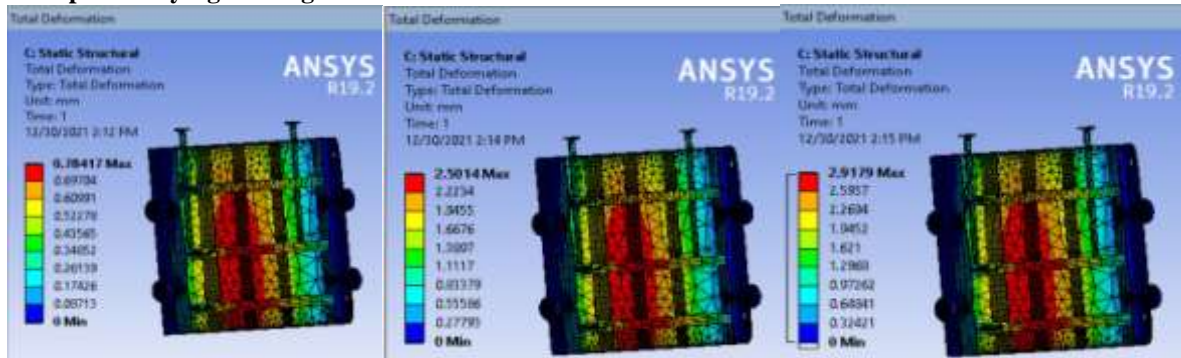 Total Deformation
C: Static Structural
Total Deformation
Type: Total Deformation
Unit: mm
Time: 1
12/30/2021 2:12 PM
ANSYS
R19.2
0.78417 Max
0.69704
0.60991
0.52278
0.43565
0.34852
0.26139
0.17426
0.08713
0 Min
Total Deformation
C: Static Structural
Total Deformation
Type: Total Deformation
Unit: mm
Time: 1
12/30/2021 2:14 PM
ANSYS
R19.2
2.5014 Max
2.2234
1.9455
1.6676
1.3897
1.1117
0.83379
0.55586
0.27793
0 Min
Total Deformation
C: Static Structural
Total Deformation
Type: Total Deformation
Unit: mm
Time: 1
12/30/2021 2:15 PM
ANSYS
R19.2
2.9179 Max
2.5937
2.2694
1.9452
1.621
1.2968
0.97262
0.64841
0.32421
0 Min